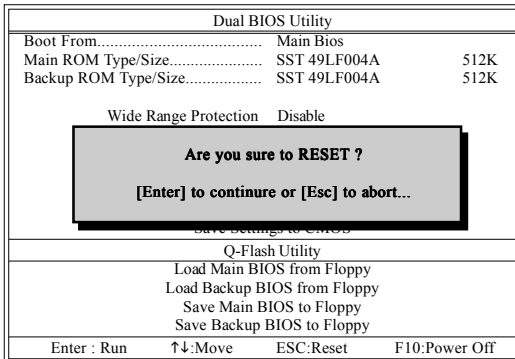 Dual BIOS Utility
Boot From..................................... Main Bios
Main ROM Type/Size..................... SST 49LF004A 512K
Backup ROM Type/Size................. SST 49LF004A 512K
Wide Range Protection Disable
Are you sure to RESET ?
[Enter] to continure or [Esc] to abort...
Save Settings to CMOS
Q-Flash Utility
Load Main BIOS from Floppy
Load Backup BIOS from Floppy
Save Main BIOS to Floppy
Save Backup BIOS to Floppy
Enter : Run ↑↓:Move ESC:Reset F10:Power Off